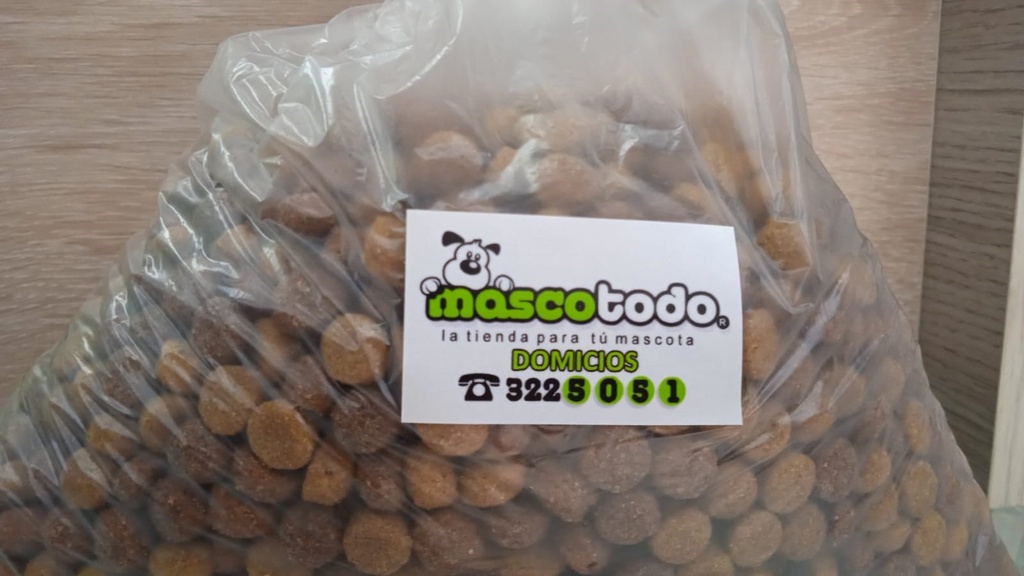 mascotodo®
la tienda para tú mascota
DOMICIOS
☎ 3225051